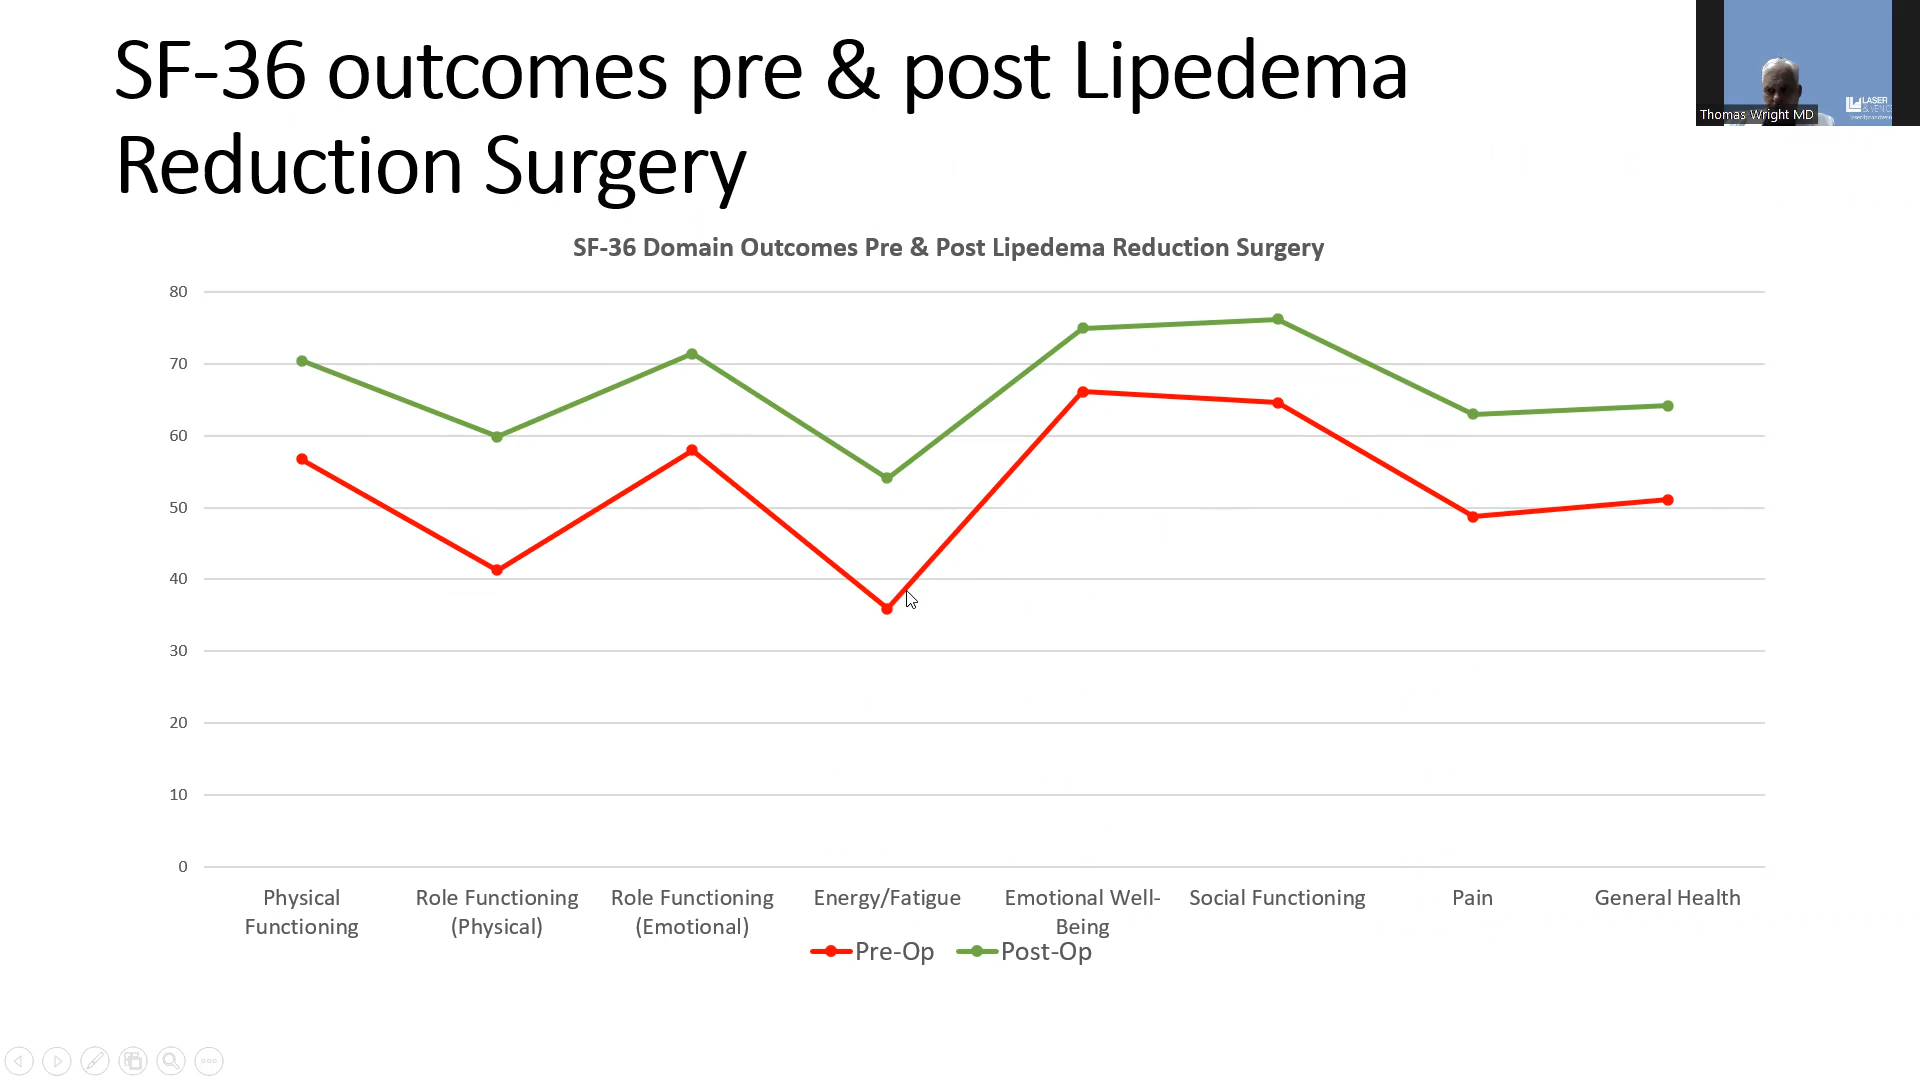 SF-36 outcomes pre & post Lipedema
Reduction Surgery
Thomas Wright MD
LASER
SF-36 Domain Outcomes Pre & Post Lipedema Reduction Surgery
80
70
60
50
40
30
20
10
0
Physical Functioning
Role Functioning (Physical)
Role Functioning (Emotional)
Energy/Fatigue
Emotional Well-Being
Social Functioning
Pain
General Health
Pre-Op
Post-Op